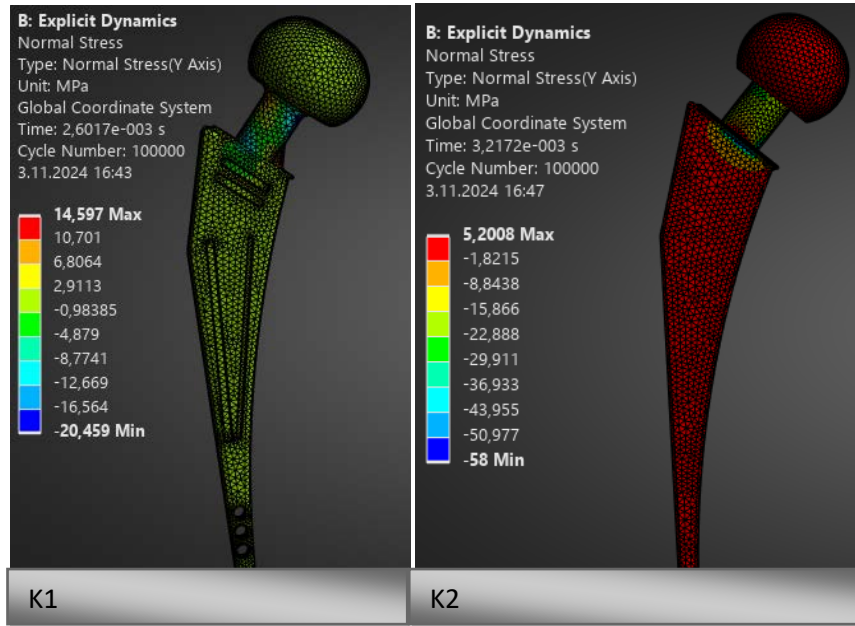 B: Explicit Dynamics
Normal Stress
Type: Normal Stress(Y Axis)
Unit: MPa
Global Coordinate System
Time: 2,6017e-003 s
Cycle Number: 100000
3.11.2024 16:43
14,597 Max
10,701
6,8064
2,9113
-0,98385
-4,879
-8,7741
-12,669
-16,564
-20,459 Min
K1
B: Explicit Dynamics
Normal Stress
Type: Normal Stress(Y Axis)
Unit: MPa
Global Coordinate System
Time: 3,2172e-003 s
Cycle Number: 100000
3.11.2024 16:47
5,2008 Max
-1,8215
-8,8438
-15,866
-22,888
-29,911
-36,933
-43,955
-50,977
-58 Min
K2